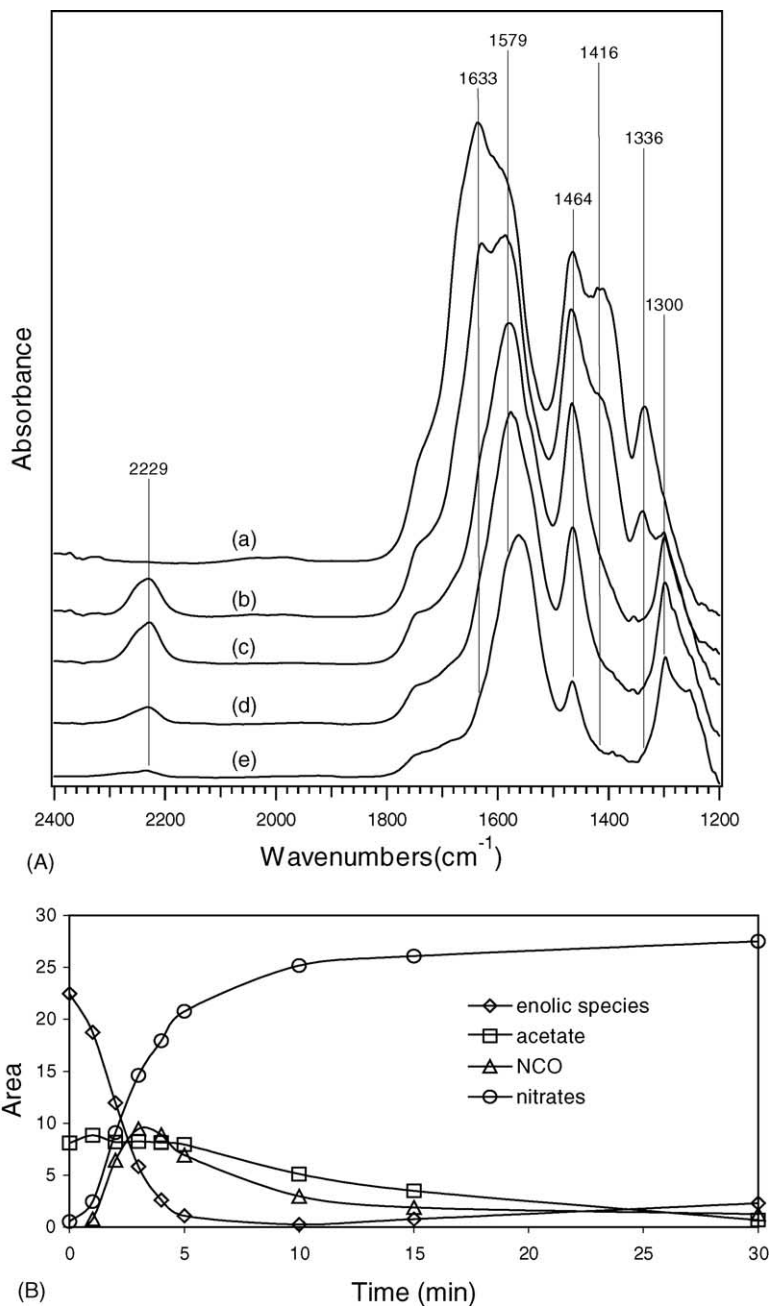 1579
1633
1416
1336
1464
1300
2229
(a)
(b)
(c)
(d)
(e)
Absorbance
2400 2200 2000 1800 1600 1400 1200
Wavenumbers(cm-1)
(A)
30
25
20
15
10
5
0
Area
enolic species
acetate
NCO
nitrates
0 5 10 15 20 25 30
Time (min)
(B)